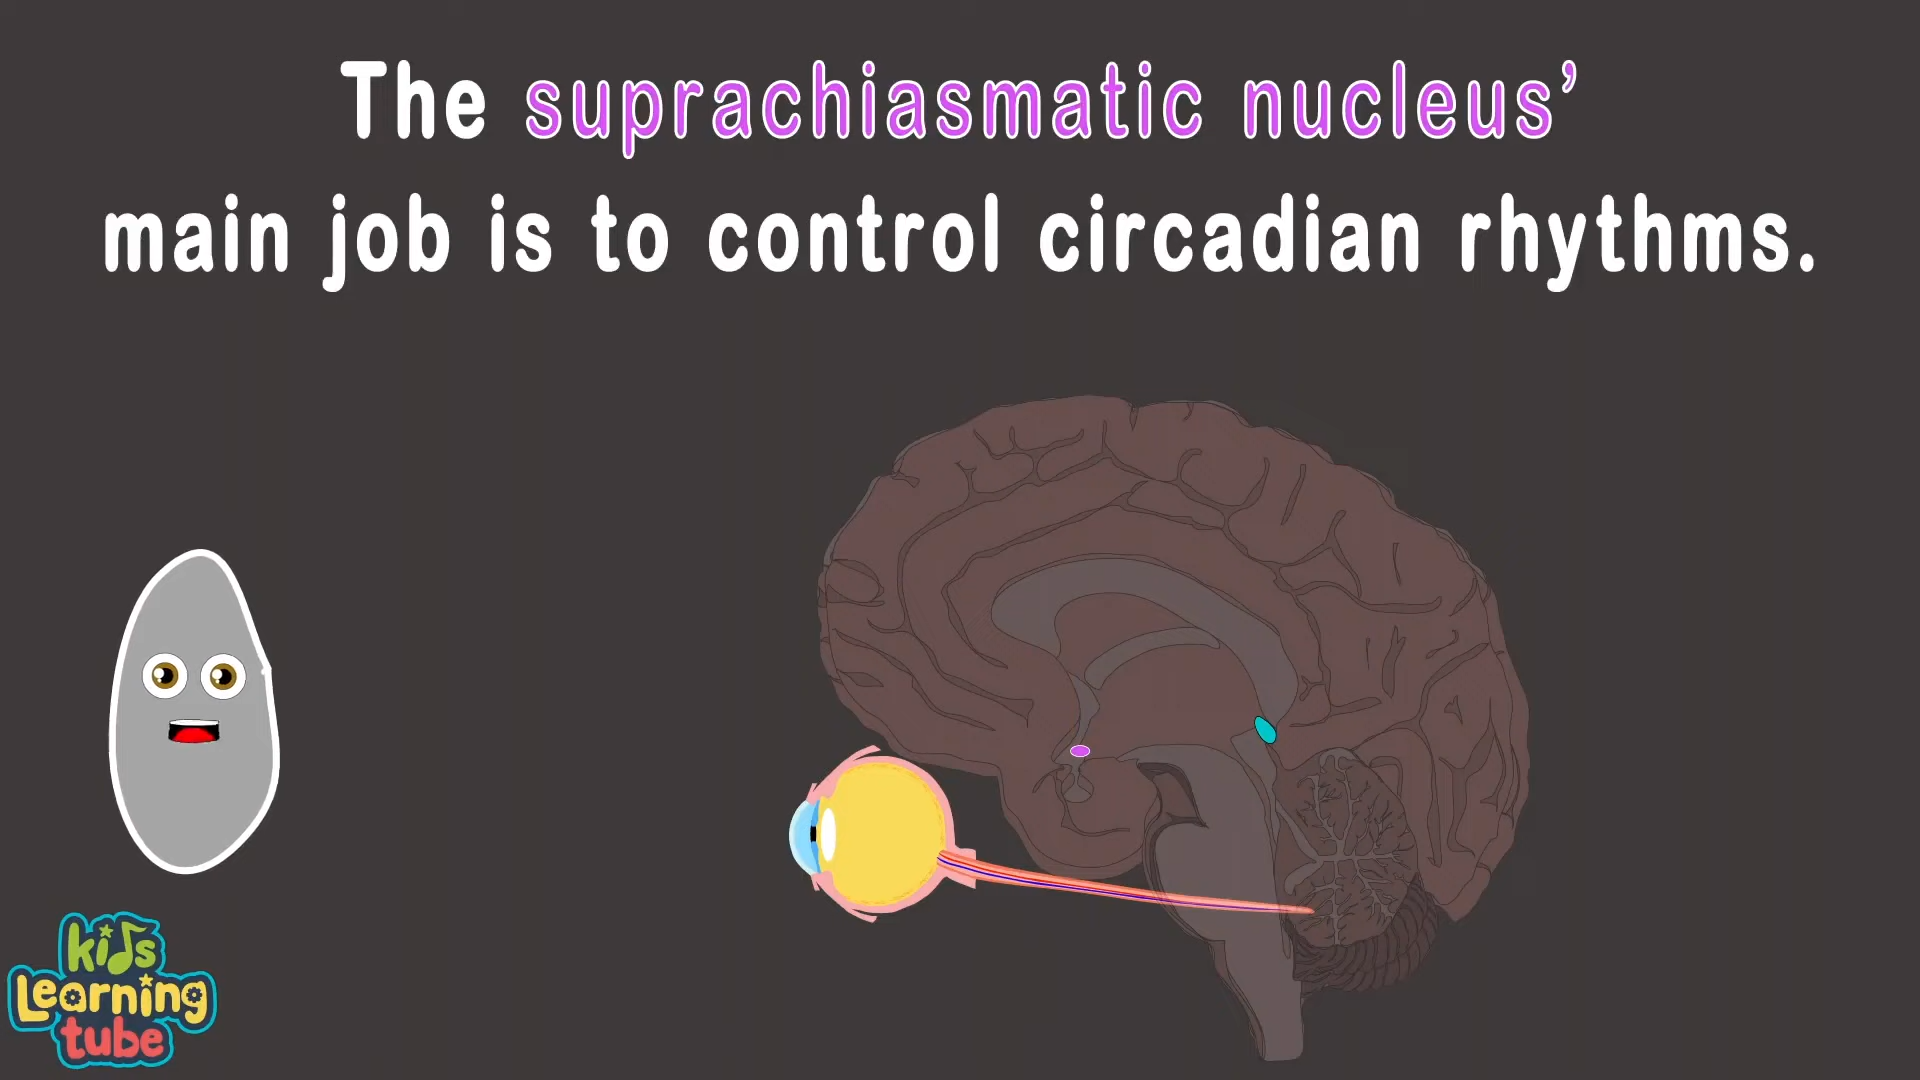 The suprachiasmatic nucleus’
main job is to control circadian rhythms.
kids
Learning
tube